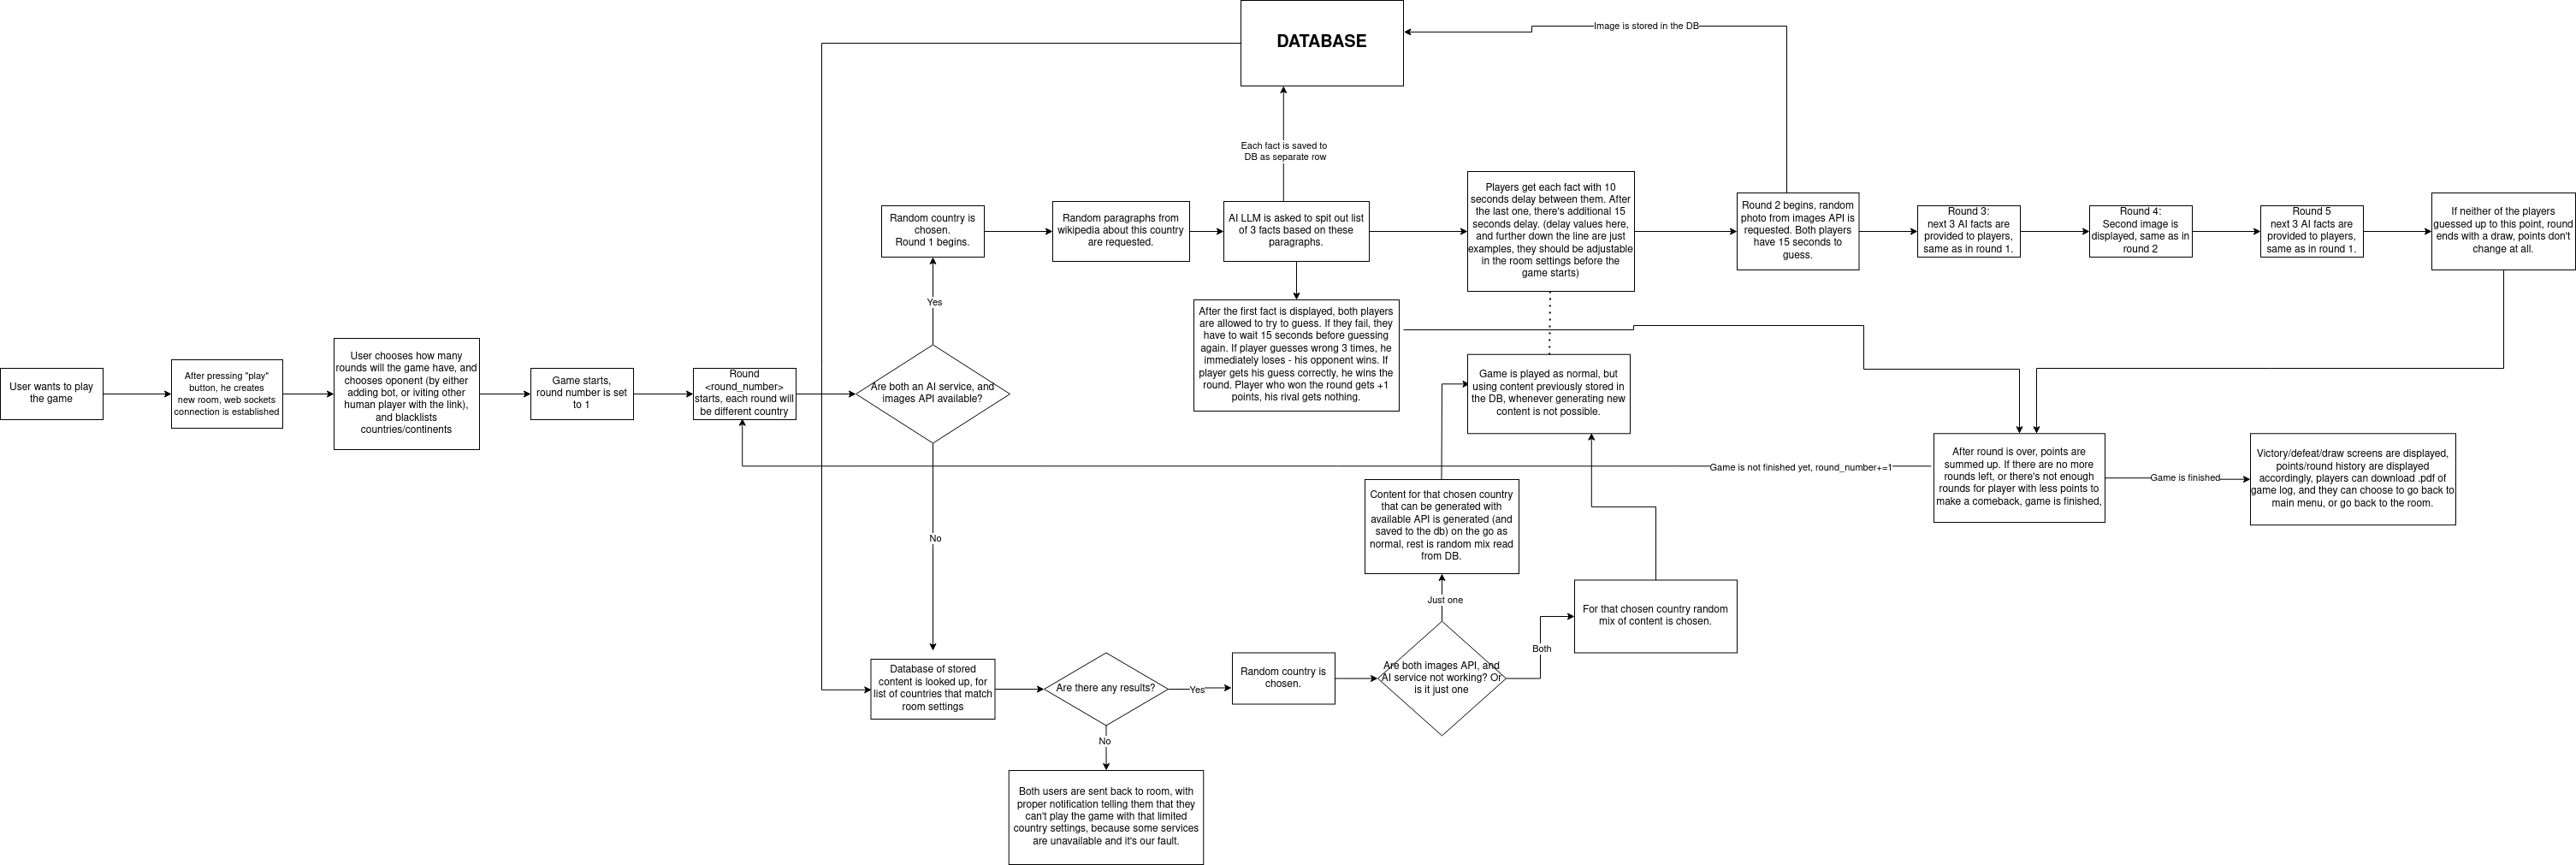 DATABASE
Image is stored in the DB
Each fact is saved to
DB as separate row
Random country is
chosen.
Round 1 begins.
Random paragraphs from
wikipedia about this country
are requested.
AI LLM is asked to spit out list
of 3 facts based on these
paragraphs.
Players get each fact with 10
seconds delay between them. After
the last one, there's additional 15
seconds delay. (delay values here,
and further down the line are just
examples, they should be adjustable
in the room settings before the
game starts)
Round 2 begins, random
photo from images API is
requested. Both players
have 15 seconds to
guess.
Round 3:
next 3 AI facts are
provided to players,
same as in round 1.
Round 4:
Second image is
displayed, same as in
round 2
Round 5
next 3 AI facts are
provided to players,
same as in round 1.
If neither of the players
guessed up to this point, round
ends with a draw, points don't
change at all.
Yes
After the first fact is displayed, both players
are allowed to try to guess. If they fail, they
have to wait 15 seconds before guessing
again. If player guesses wrong 3 times, he
immediately loses - his opponent wins. If
player gets his guess correctly, he wins the
round. Player who won the round gets +1
points, his rival gets nothing.
User wants to play
the game
After pressing "play"
button, he creates
new room, web sockets
connection is established
User chooses how many
rounds will the game have, and
chooses oponent (by either
adding bot, or iviting other
human player with the link),
and blacklists
countries/continents
Game starts,
round number is set
to 1
Round
<round_number>
starts, each round will
be different country
Are both an AI service, and
images API available?
Game is played as normal, but
using content previously stored in
the DB, whenever generating new
content is not possible.
Game is not finished yet, round_number+=1
After round is over, points are
summed up. If there are no more
rounds left, or there's not enough
rounds for player with less points to
make a comeback, game is finished,
Game is finished
Victory/defeat/draw screens are displayed,
points/round history are displayed
accordingly, players can download .pdf of
game log, and they can choose to go back to
main menu, or go back to the room.
No
Content for that chosen country
that can be generated with
available API is generated (and
saved to the db) on the go as
normal, rest is random mix read
from DB.
Just one
For that chosen country random
mix of content is chosen.
Both
Database of stored
content is looked up, for
list of countries that match
room settings
Are there any results?
Yes
Random country is
chosen.
Are both images API, and
AI service not working? Or
is it just one
No
Both users are sent back to room, with
proper notification telling them that they
can't play the game with that limited
country settings, because some services
are unavailable and it's our fault.